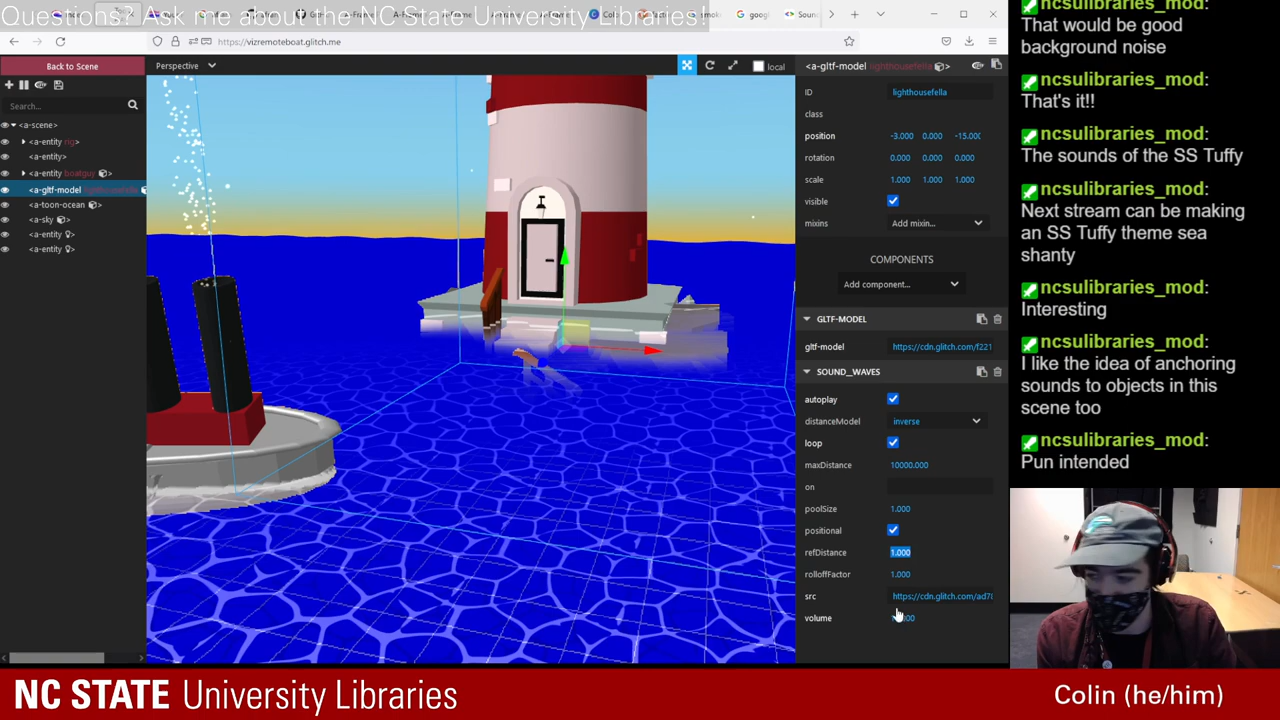 Questions? Ask me about the NC State University Libraries!
https://vizremoteboat.glitch.me
Back to Scene
Search...
<a-scene>
<a-entity rig>
<a-entity>
<a-entity boatguy>
<a-gltf-model lighthousefella
<a-toon-ocean
<a-sky
<a-entity
<a-entity
Perspective
local
<a-gltf-model lighthousefella >
ID lighthousefella
class
position -3.000 0.000 -15.000
rotation 0.000 0.000 0.000
scale 1.000 1.000 1.000
visible
mixins Add mixin...
COMPONENTS
Add component...
GLTF-MODEL
gltf-model https://cdn.glitch.com/f221
SOUND_WAVES
autoplay
distanceModel inverse
loop
maxDistance 10000.000
on
poolSize 1.000
positional
refDistance 1.000
rolloffFactor 1.000
src https://cdn.glitch.com/ad78
volume
ncsulibraries_mod:
That would be good
background noise
ncsulibraries_mod:
That's it!!
ncsulibraries_mod:
The sounds of the SS Tuffy
ncsulibraries_mod:
Next stream can be making
an SS Tuffy theme sea
shanty
ncsulibraries_mod:
Interesting
ncsulibraries_mod:
I like the idea of anchoring
sounds to objects in this
scene too
ncsulibraries_mod:
Pun intended
NC STATE University Libraries
Colin (he/him)